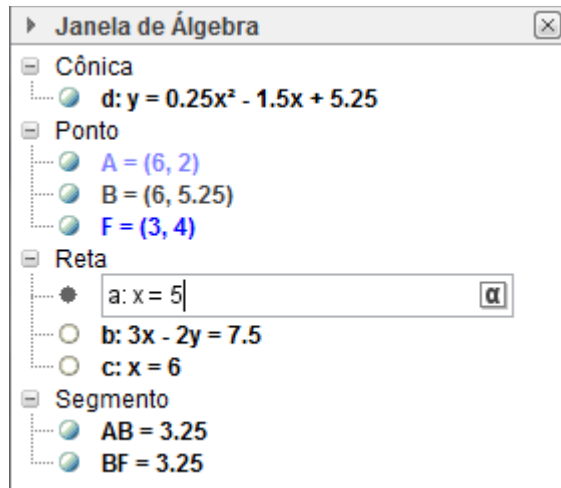 Janela de Álgebra
Cônica
d: y = 0.25x² - 1.5x + 5.25
Ponto
A = (6, 2)
B = (6, 5.25)
F = (3, 4)
Reta
a: x = 5 α
b: 3x - 2y = 7.5
c: x = 6
Segmento
AB = 3.25
BF = 3.25